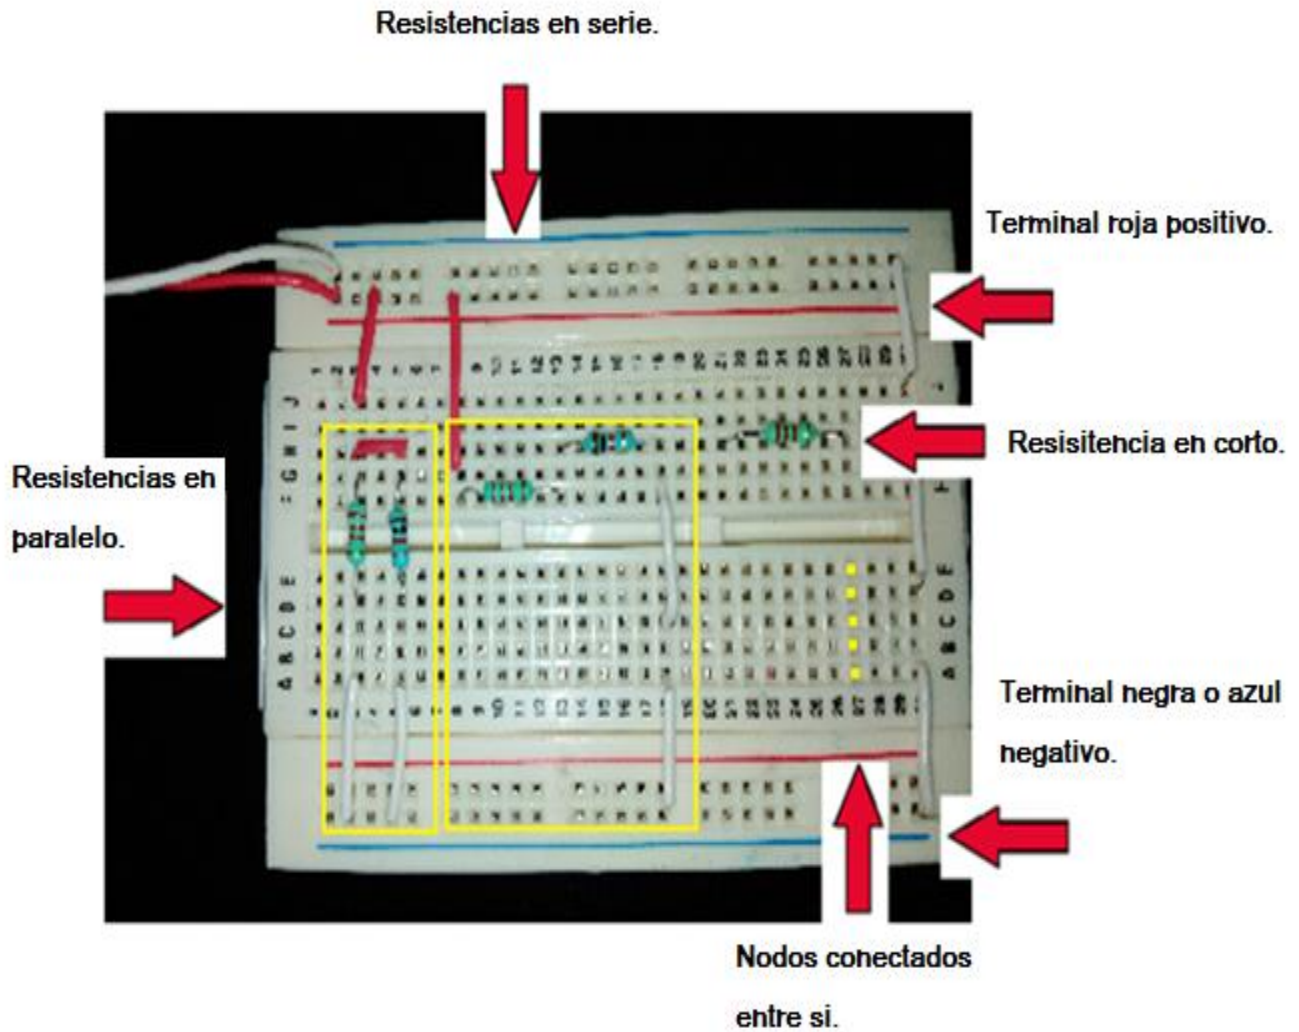 Resistencias en serie.
Terminal roja positivo.
Resisitencia en corto.
Resistencias en
paralelo.
Terminal negra o azul
negativo.
Nodos conectados
entre si.